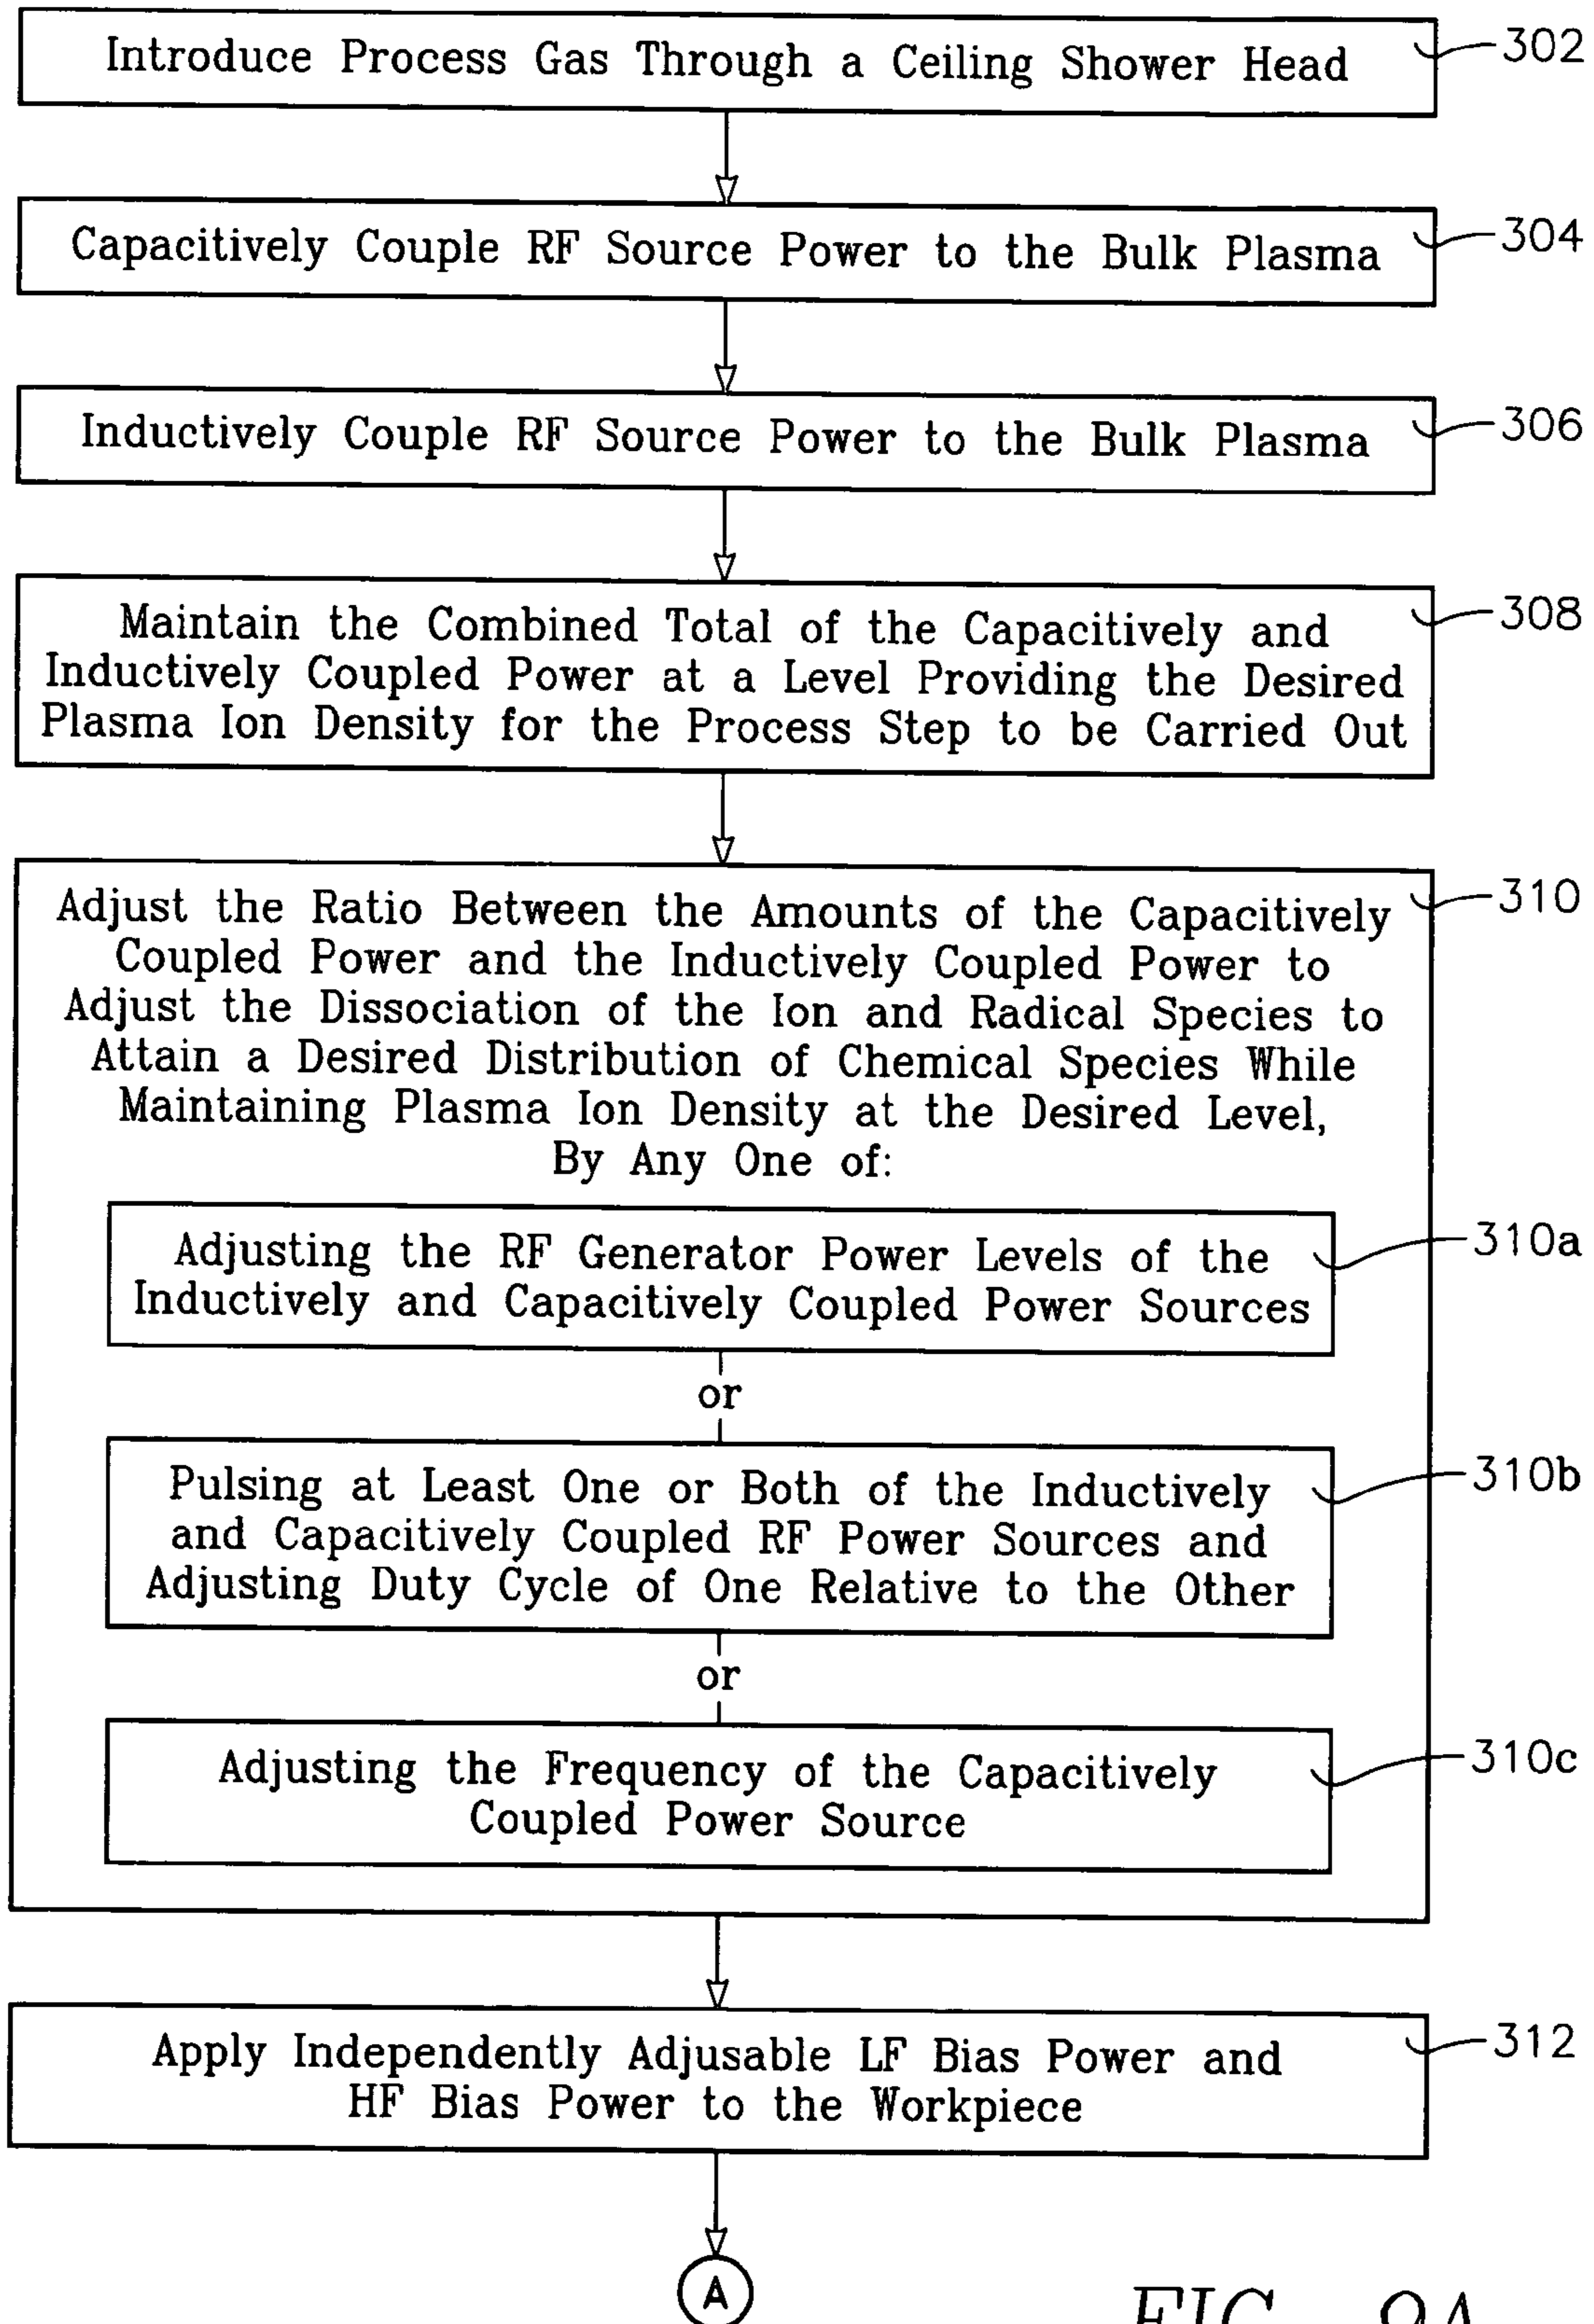 Introduce Process Gas Through a Ceiling Shower Head
302
Capacitively Couple RF Source Power to the Bulk Plasma
304
Inductively Couple RF Source Power to the Bulk Plasma
306
Maintain the Combined Total of the Capacitively and
Inductively Coupled Power at a Level Providing the Desired
Plasma Ion Density for the Process Step to be Carried Out
308
Adjust the Ratio Between the Amounts of the Capacitively
Coupled Power and the Inductively Coupled Power to
Adjust the Dissociation of the Ion and Radical Species to
Attain a Desired Distribution of Chemical Species While
Maintaining Plasma Ion Density at the Desired Level,
By Any One of:
310
Adjusting the RF Generator Power Levels of the
Inductively and Capacitively Coupled Power Sources
310a
or
Pulsing at Least One or Both of the Inductively
and Capacitively Coupled RF Power Sources and
Adjusting Duty Cycle of One Relative to the Other
310b
or
Adjusting the Frequency of the Capacitively
Coupled Power Source
310c
Apply Independently Adjusable LF Bias Power and
HF Bias Power to the Workpiece
312
A
FIG. 9A